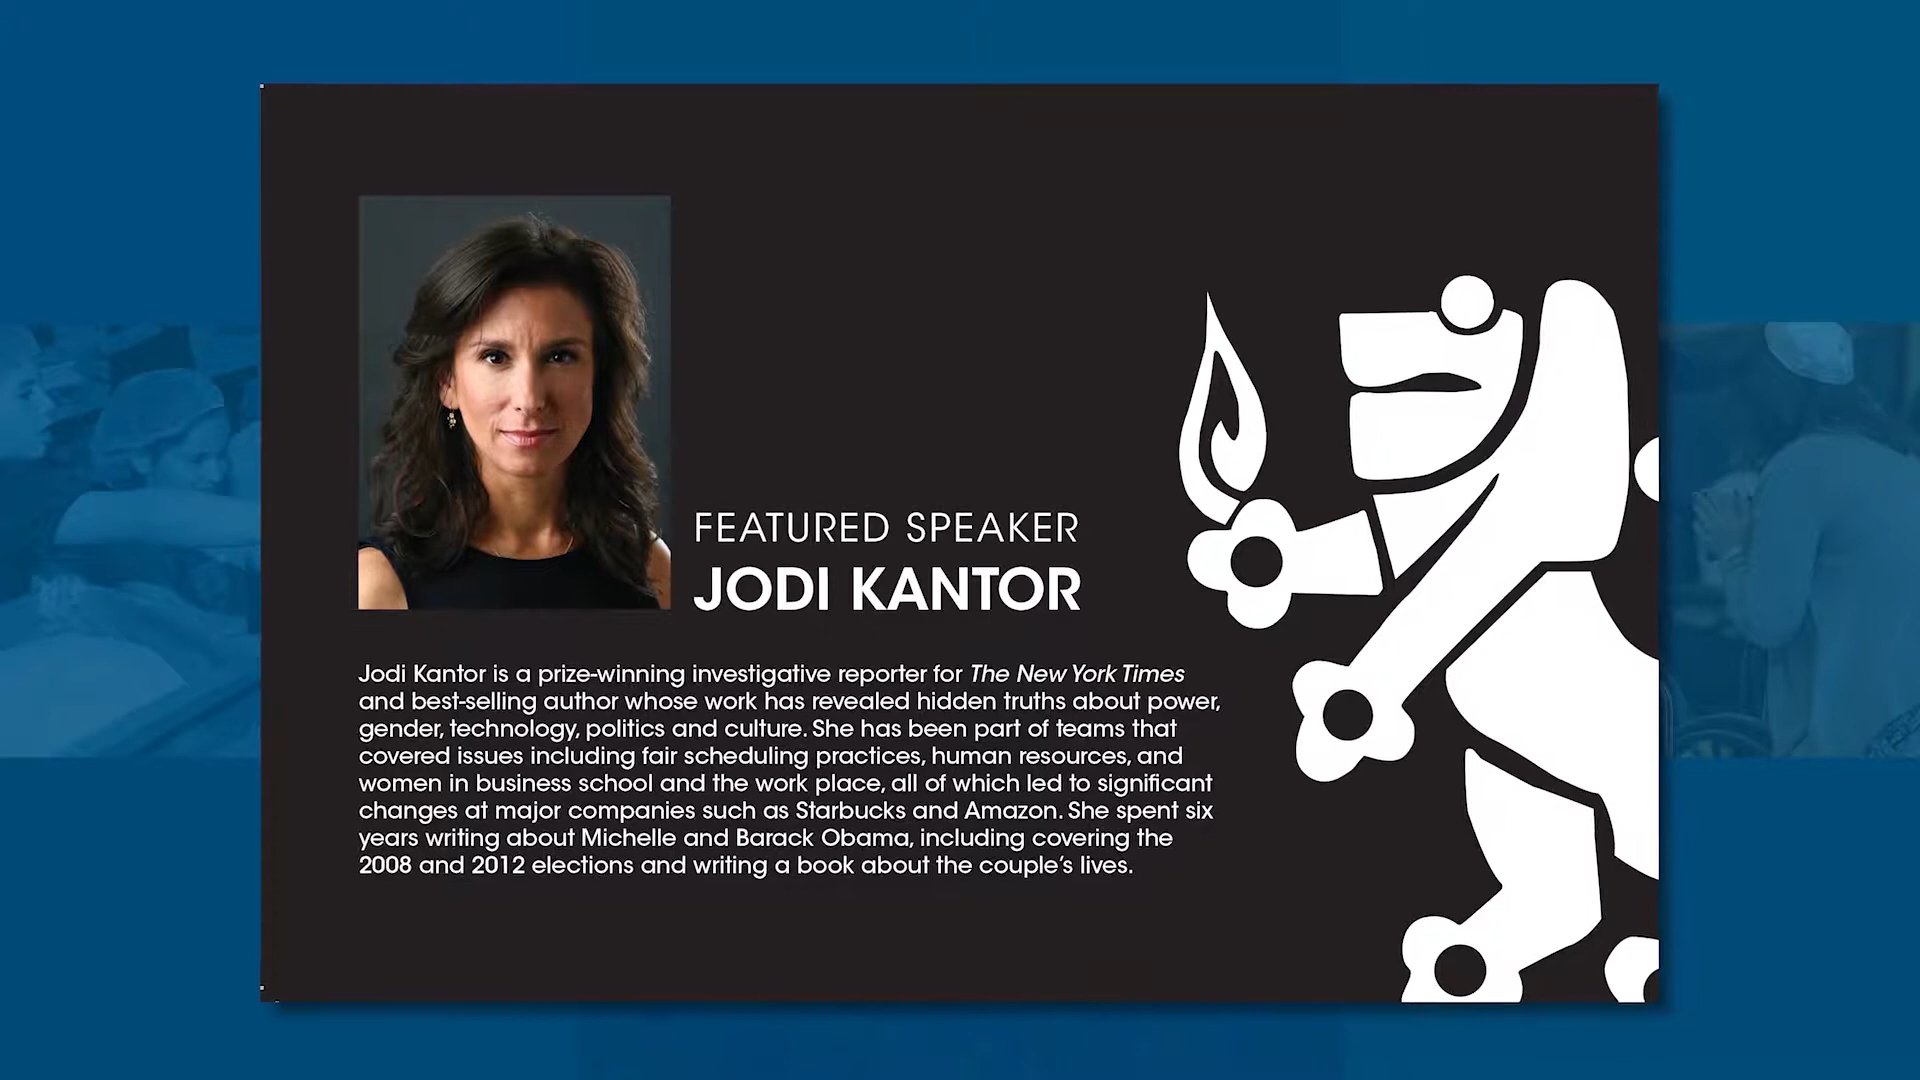 FEATURED SPEAKER
JODI KANTOR
Jodi Kantor is a prize-winning investigative reporter for The New York Times
and best-selling author whose work has revealed hidden truths about power,
gender, technology, politics and culture. She has been part of teams that
covered issues including fair scheduling practices, human resources, and
women in business school and the work place, all of which led to significant
changes at major companies such as Starbucks and Amazon. She spent six
years writing about Michelle and Barack Obama, including covering the
2008 and 2012 elections and writing a book about the couple’s lives.